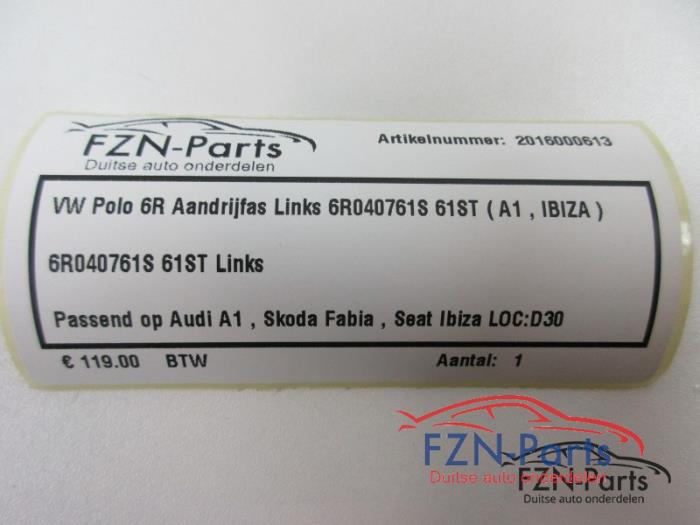 FZN-Parts
Duitse auto onderdelen
Artikelnummer: 2016000613
VW Polo 6R Aandrijfas Links 6R040761S 61ST ( A1 , IBIZA )
6R040761S 61ST Links
Passend op Audi A1 , Skoda Fabia , Seat Ibiza LOC:D30
€ 119.00 BTW
Aantal: 1
FZN-Parts
Duitse auto onderdelen
FZN-Parts
Duitse auto onderdelen